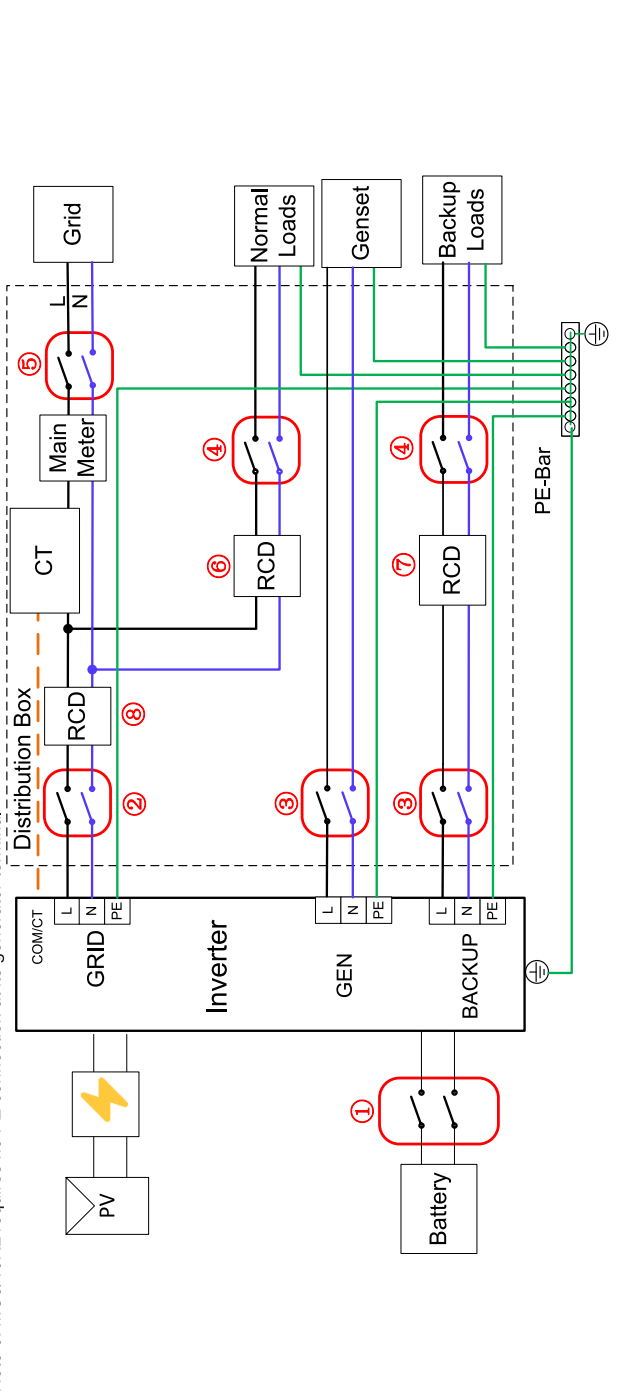 Distribution Box
⑤
COM/CT
CT
L
N
Grid
Main
Meter
L
N
PE
GRID
RCD
PV
②
⑧
Inverter
⑥
④
RCD
Normal
Loads
③
L
N
PE
GEN
Genset
①
③
⑦
④
Battery
L
N
PE
BACKUP
RCD
Backup
Loads
PE-Bar